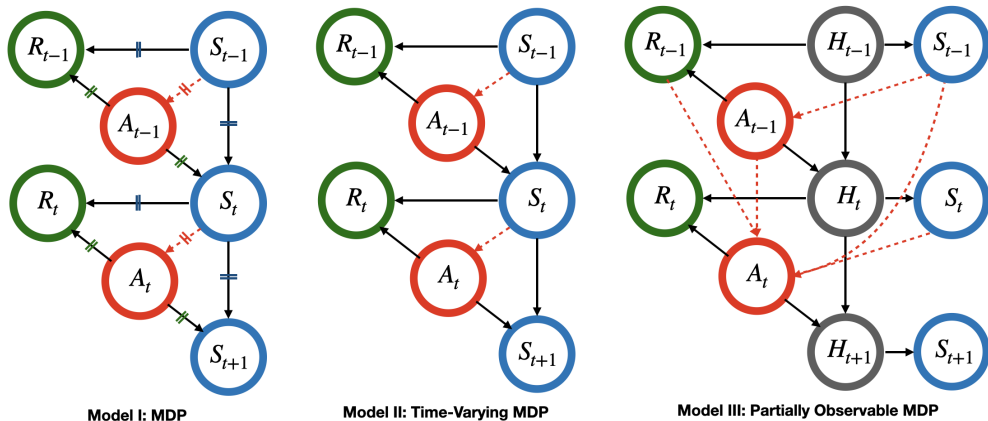 R_{t−1} S_{t−1}
A_{t−1}
R_t S_t
A_t
S_{t+1}
Model I: MDP
R_{t−1} S_{t−1}
A_{t−1}
R_t S_t
A_t
S_{t+1}
Model II: Time-Varying MDP
R_{t−1} H_{t−1} S_{t−1}
A_{t−1}
R_t H_t S_t
A_t
H_{t+1} S_{t+1}
Model III: Partially Observable MDP